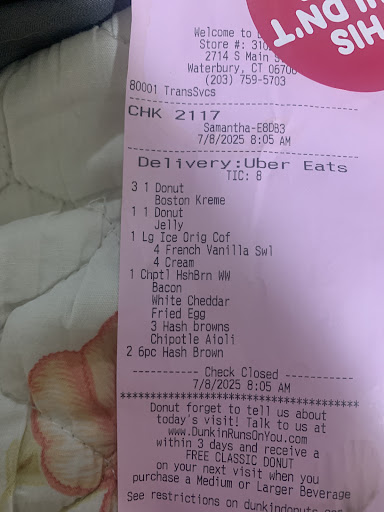 THIS
ULDN'T
Welcome to
Store #: 310
2714 S Main S
Waterbury, CT 06706
(203) 759-5703
80001 TransSvcs
CHK 2117
Samantha-E8DB3
7/8/2025 8:05 AM
Delivery:Uber Eats
TIC: 8
3 1 Donut
Boston Kreme
1 1 Donut
Jelly
1 Lg Ice Orig Cof
4 French Vanilla Swl
4 Cream
1 Chptl HshBrn WW
Bacon
White Cheddar
Fried Egg
3 Hash browns
Chipotle Aioli
2 6pc Hash Brown
----------- Check Closed -----------
7/8/2025 8:05 AM
****************************************
Donut forget to tell us about
today's visit! Talk to us at
www.DunkinRunsOnYou.com
within 3 days and receive a
FREE CLASSIC DONUT
on your next visit when you
purchase a Medium or Larger Beverage
See restrictions on